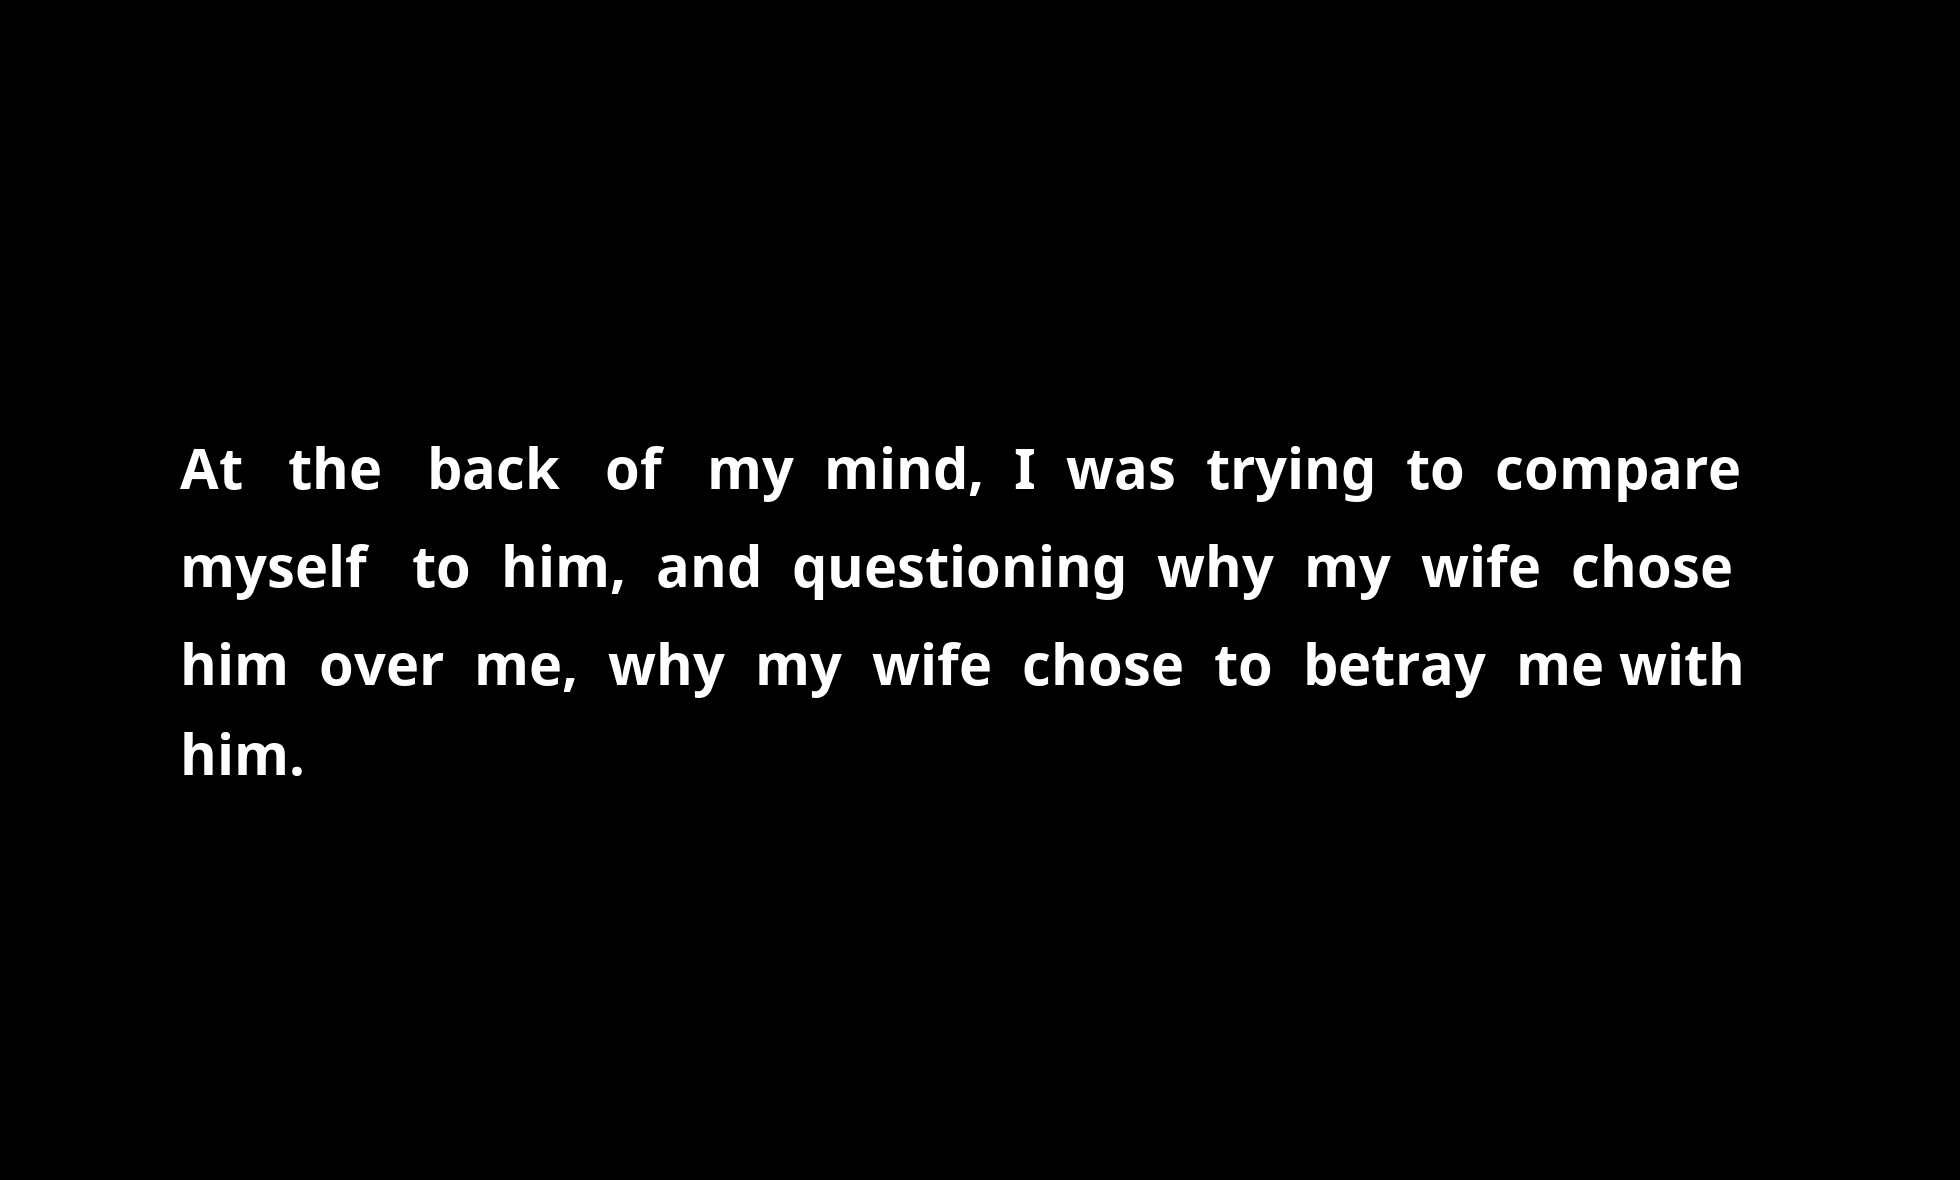 At the back of my mind, I was trying to compare
myself to him, and questioning why my wife chose
him over me, why my wife chose to betray me with
him.